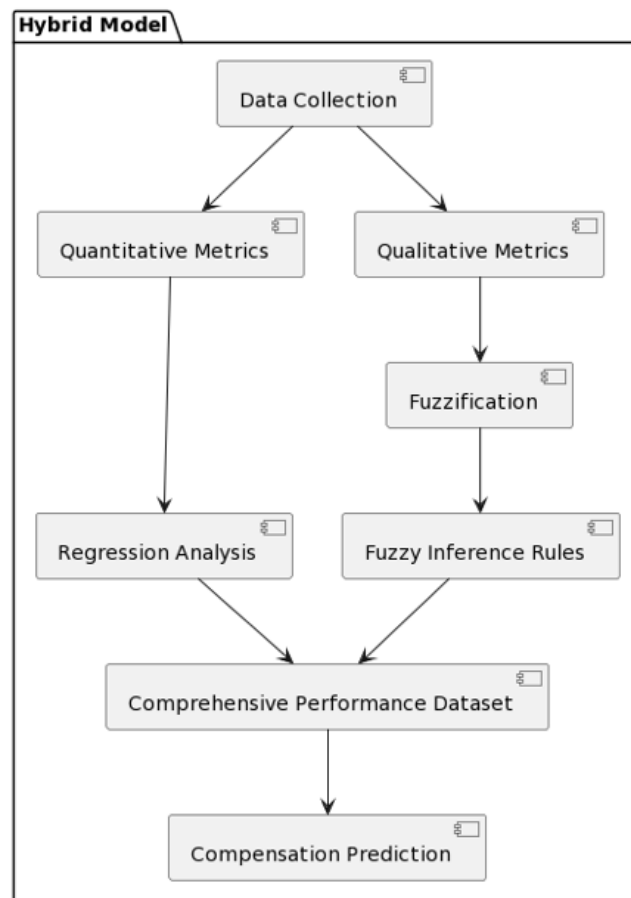 Hybrid Model
Data Collection
Quantitative Metrics
Qualitative Metrics
Fuzzification
Regression Analysis
Fuzzy Inference Rules
Comprehensive Performance Dataset
Compensation Prediction